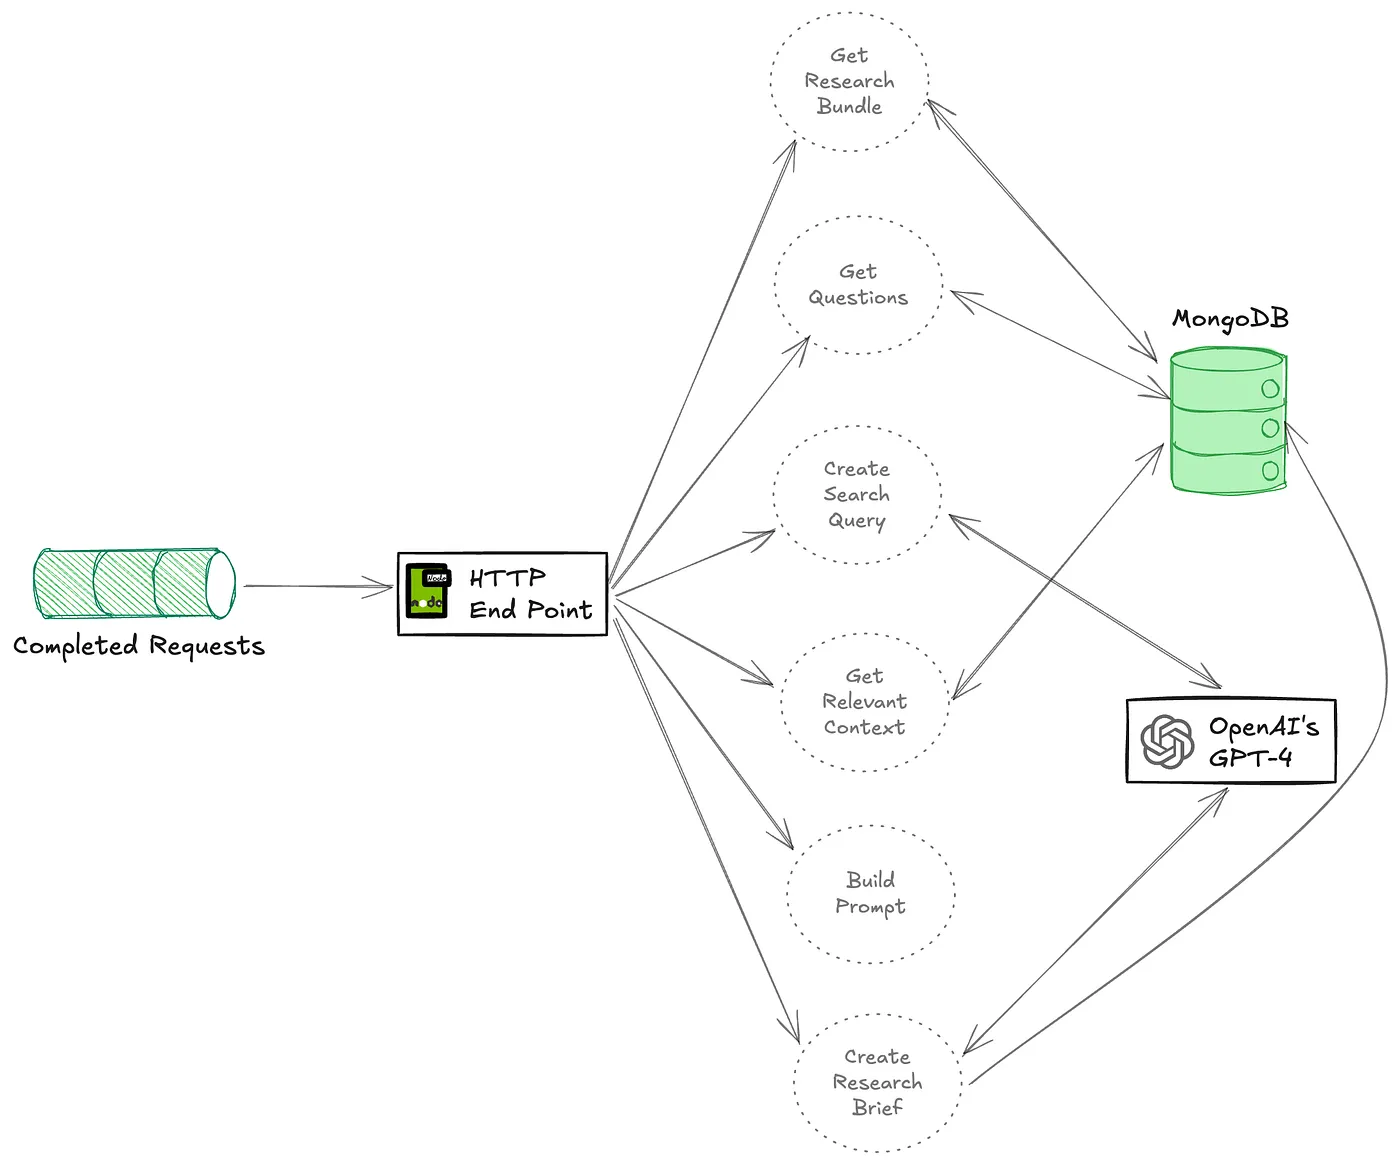 Get
Research
Bundle
Get
Questions
MongoDB
Create
Search
Query
Completed Requests
Node
node
HTTP
End Point
Get
Relevant
Context
OpenAI's
GPT-4
Build
Prompt
Create
Research
Brief